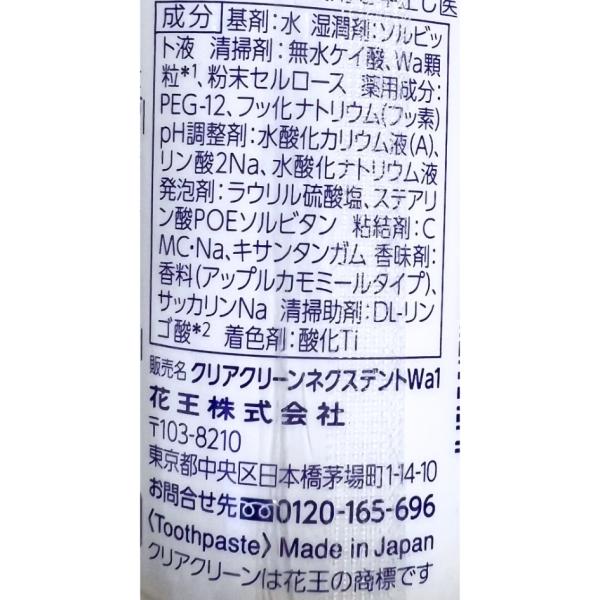 成分 基剤:水 湿潤剤:ソルビッ
ト液 清掃剤:無水ケイ酸、Wa顆
粒*1、粉末セルロース 薬用成分:
PEG-12、フッ化ナトリウム(フッ素)
pH調整剤:水酸化カリウム液(A)、
リン酸2Na、水酸化ナトリウム液
発泡剤:ラウリル硫酸塩、ステアリ
ン酸POEソルビタン 粘結剤:C
MC・Na、キサンタンガム 香味剤:
香料(アップルカモミールタイプ)、
サッカリンNa 清掃助剤:DL-リン
ゴ酸*2 着色剤:酸化Ti
販売名 クリアクリーンネクスデントWa1
花王株式会社
〒103-8210
東京都中央区日本橋茅場町1-14-10
お問合せ先 0120-165-696
〈Toothpaste〉 Made in Japan
クリアクリーンは花王の商標です